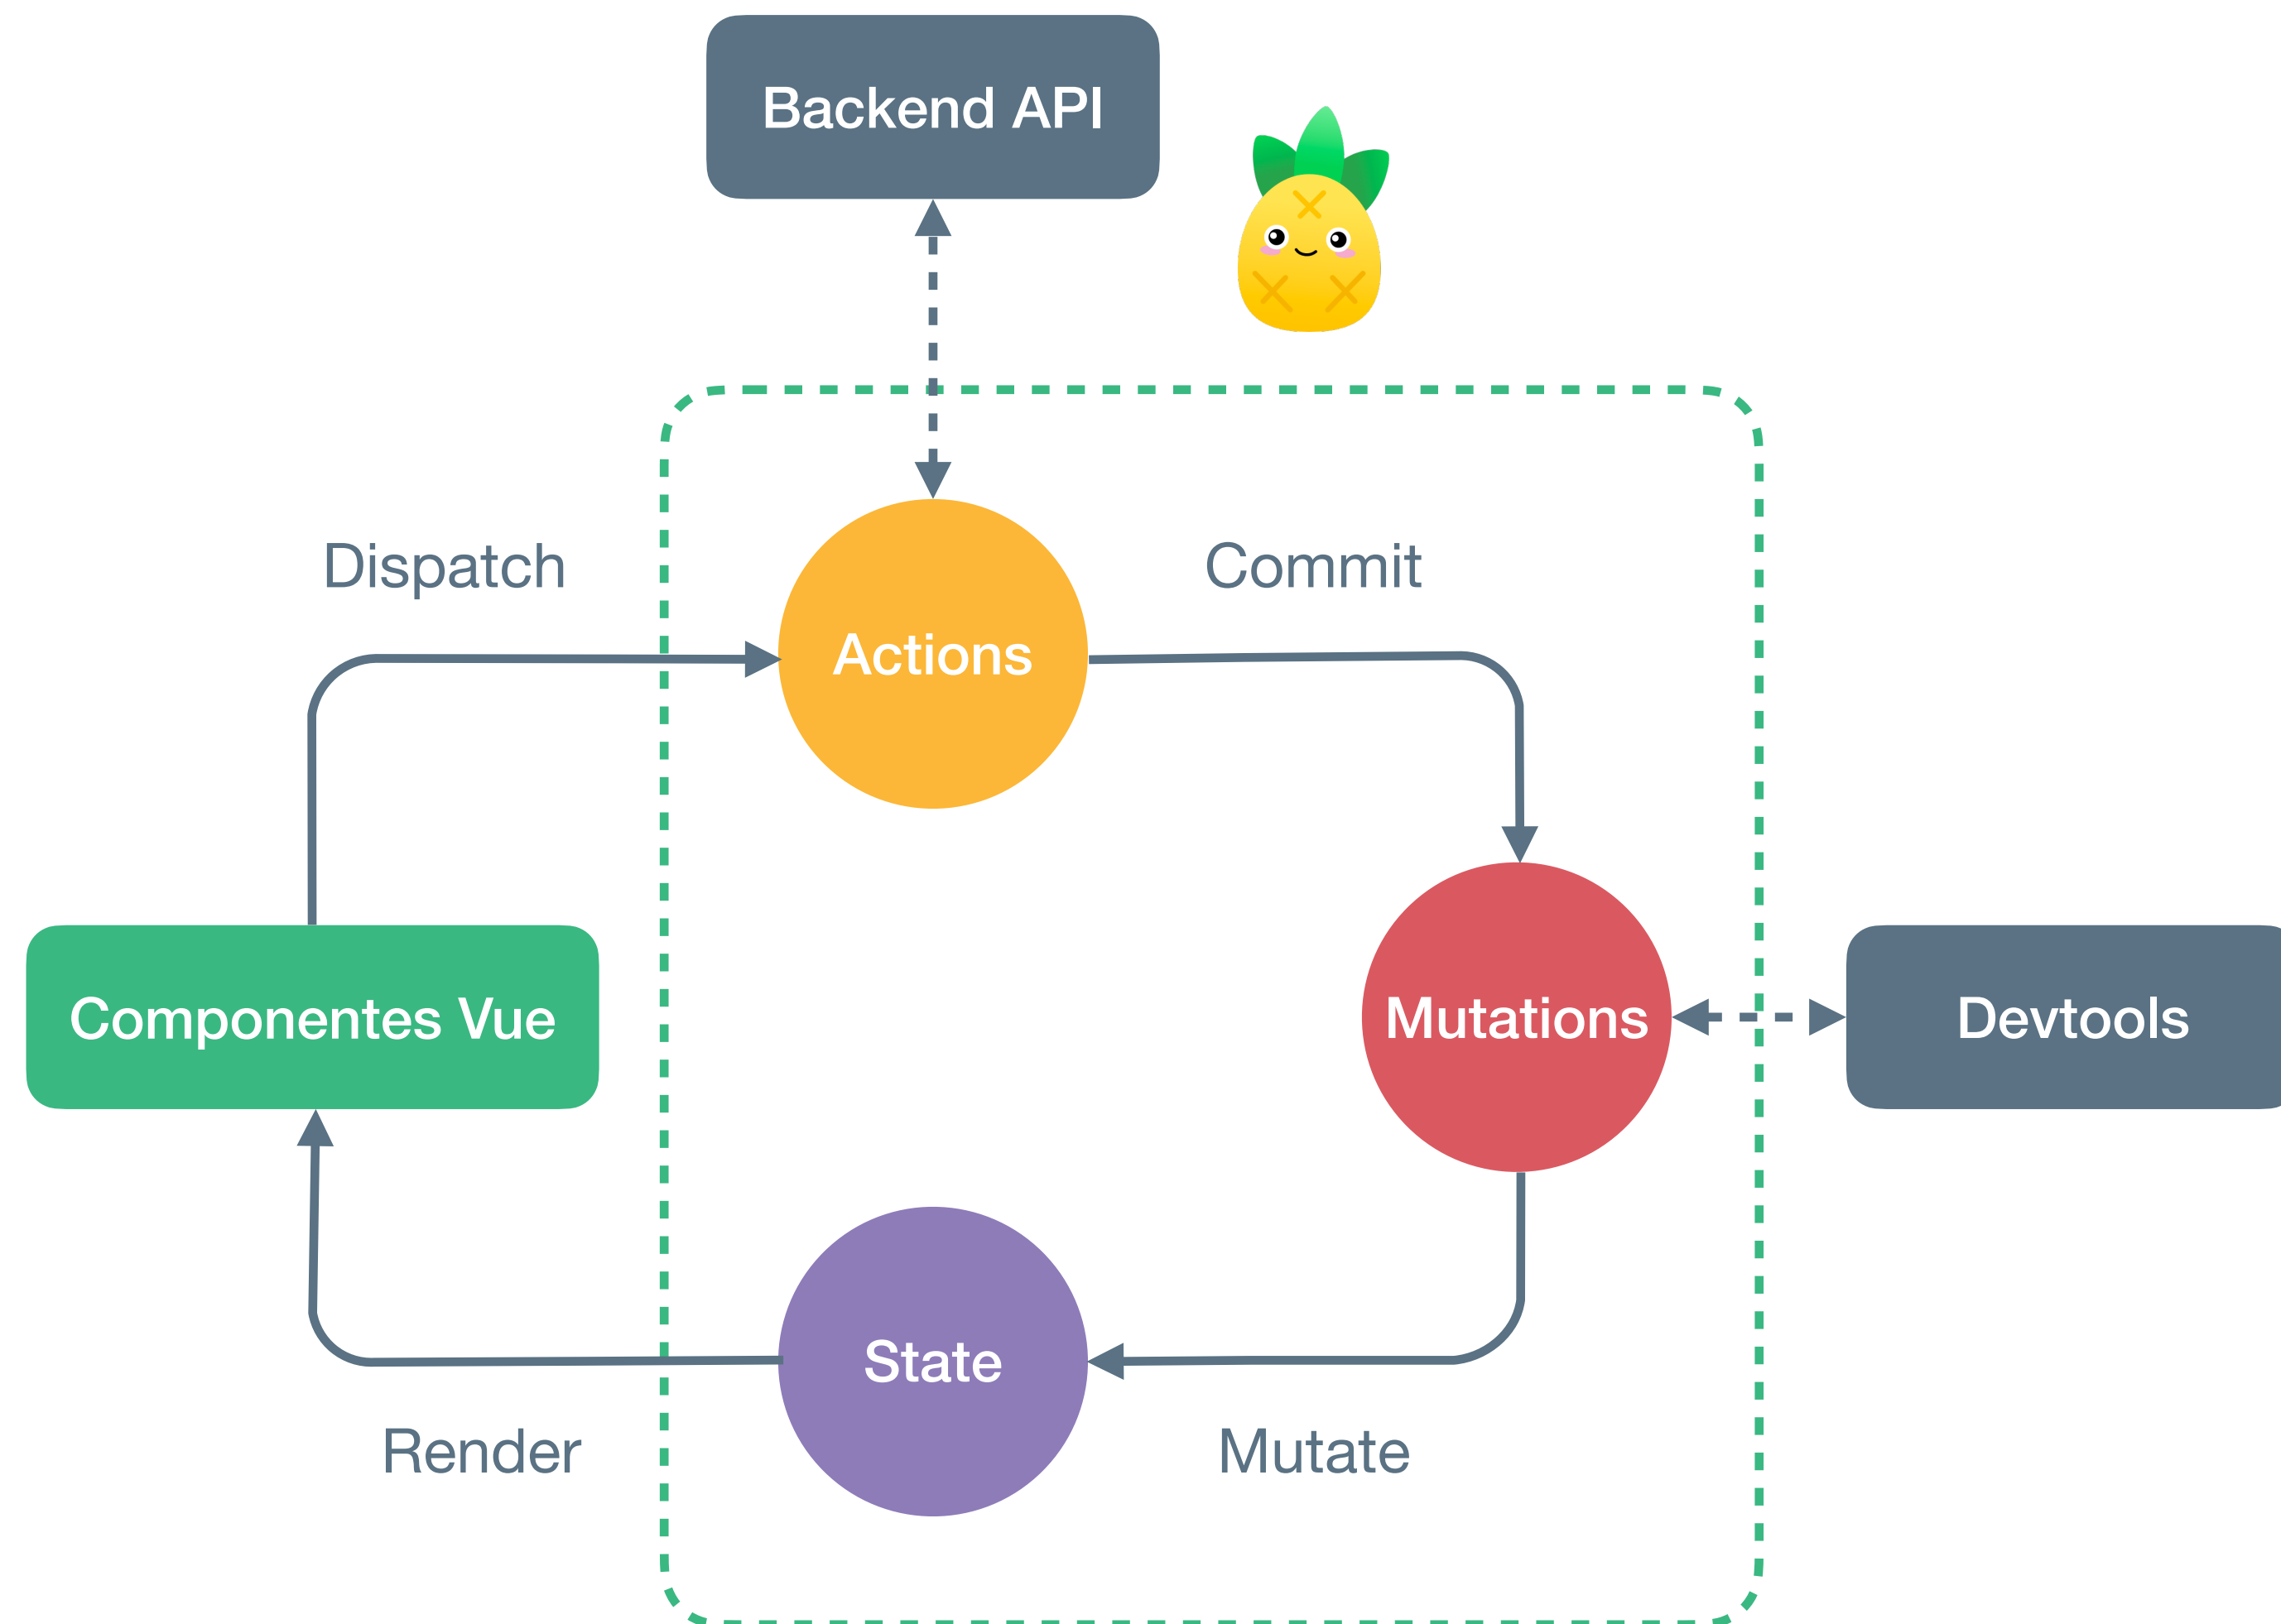 Backend API
Dispatch
Commit
Actions
Componentes Vue
Mutations
Devtools
State
Render
Mutate